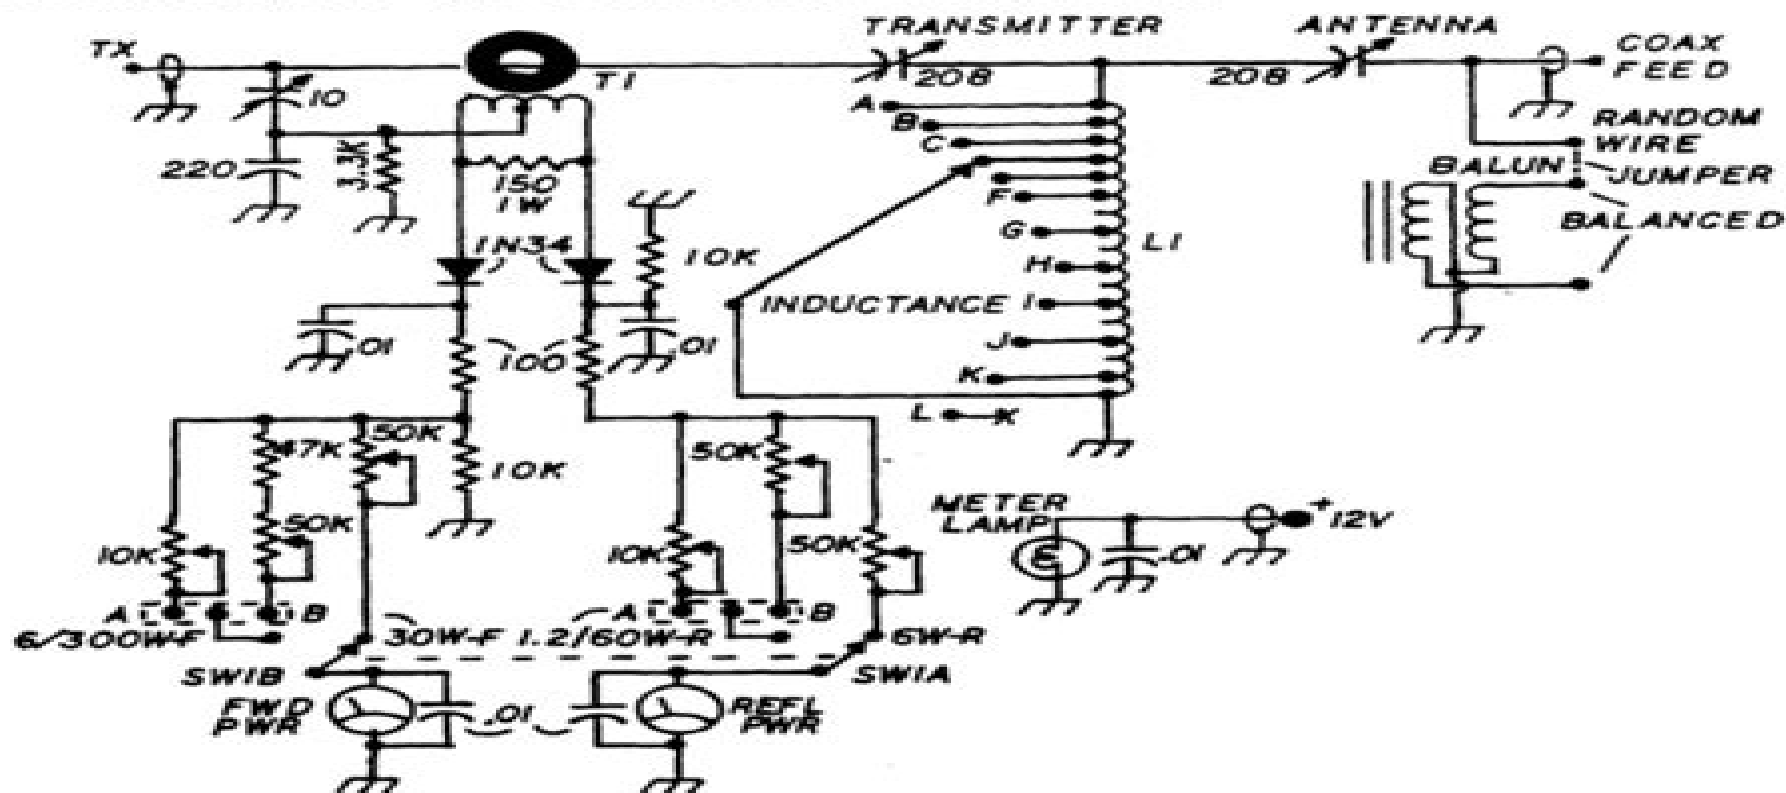 TX
10
220
3.3K
T1
150
1W
1N34
10K
.01
100
.01
TRANSMITTER
208
ANTENNA
208
COAX
FEED
RANDOM
WIRE
BALUN
JUMPER
BALANCED
A
B
C
F
G
H
INDUCTANCE I
J
K
L
L1
47K
50K
10K
50K
10K
A
B
6/300W-F
30W-F
SW1B
FWD
PWR
.01
50K
10K
50K
A
B
1.2/60W-R
6W-R
SW1A
REFL
PWR
METER
LAMP
.01
+
12V